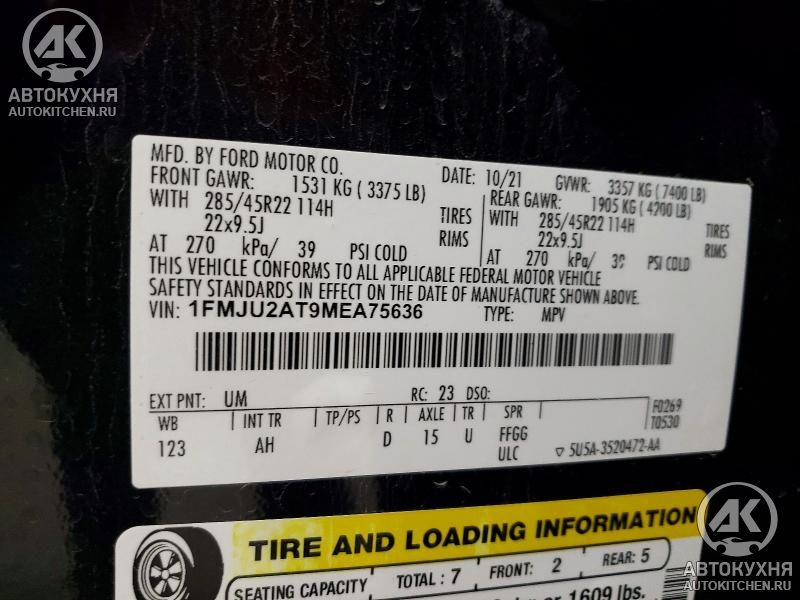 AK
АВТОКУХНЯ
AUTOKITCHEN.RU
MFD. BY FORD MOTOR CO. DATE: 10/21 GVWR: 3357 KG ( 7400 LB)
FRONT GAWR: 1531 KG ( 3375 LB) REAR GAWR: 1905 KG ( 4200 LB)
WITH 285/45R22 114H TIRES WITH 285/45R22 114H TIRES
22x9.5J RIMS 22x9.5J RIMS
AT 270 kPa/ 39 PSI COLD AT 270 kPa/ 39 PSI COLD
THIS VEHICLE CONFORMS TO ALL APPLICABLE FEDERAL MOTOR VEHICLE
SAFETY STANDARDS IN EFFECT ON THE DATE OF MANUFACTURE SHOWN ABOVE.
VIN: 1FMJU2AT9MEA75636 TYPE: MPV
EXT PNT: UM RC: 23 DSO: F0269
WB INT TR TP/PS R AXLE TR SPR T0530
123 AH D 15 U FFGG
ULC ▽ 5U5A-3520472-AA
TIRE AND LOADING INFORMATION
SEATING CAPACITY TOTAL : 7 FRONT: 2 REAR: 5
1609 lbs.
AK
АВТОКУХНЯ
AUTOKITCHEN.RU